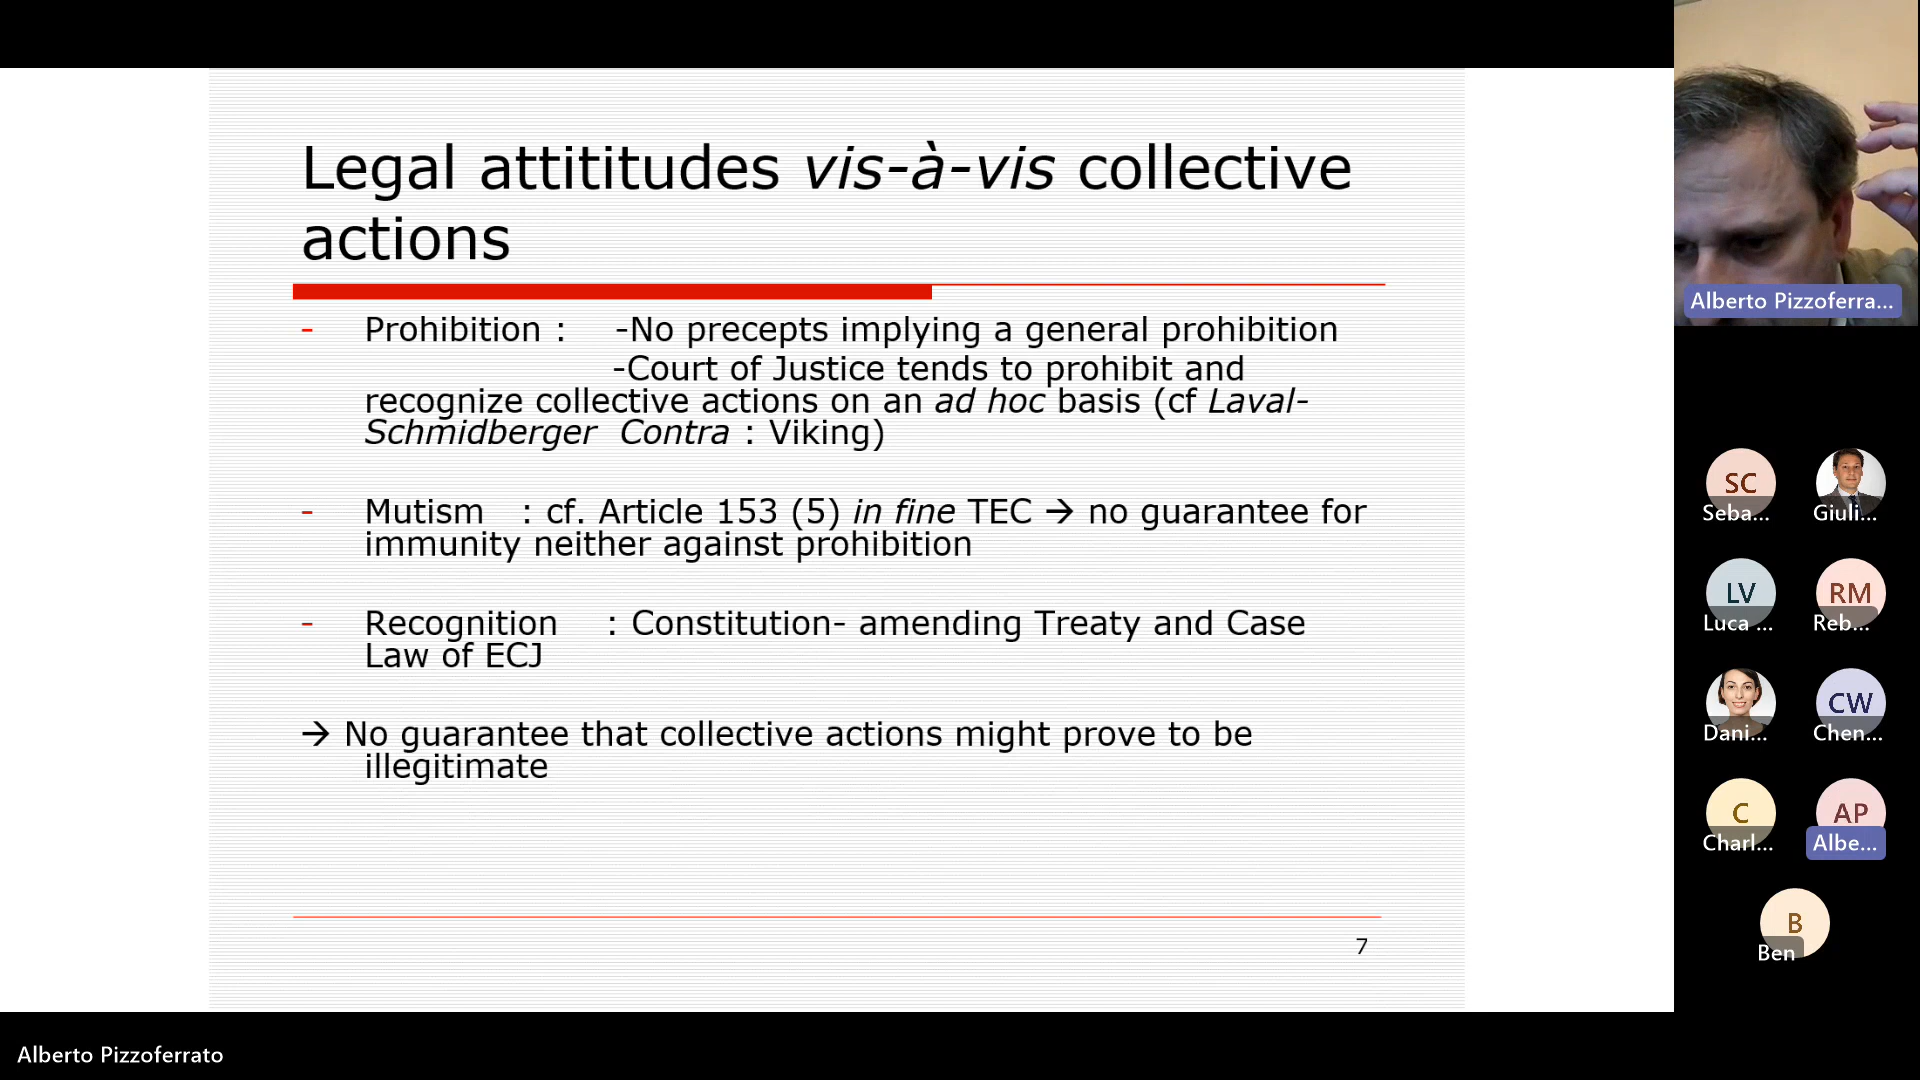 Legal attititudes vis-à-vis collective
actions
- Prohibition : -No precepts implying a general prohibition
-Court of Justice tends to prohibit and
recognize collective actions on an ad hoc basis (cf Laval-
Schmidberger Contra : Viking)
- Mutism : cf. Article 153 (5) in fine TEC → no guarantee for
immunity neither against prohibition
- Recognition : Constitution- amending Treaty and Case
Law of ECJ
→ No guarantee that collective actions might prove to be
illegitimate
7
Alberto Pizzoferra...
SC
Seba...
Giuli...
LV
Luca ...
RM
Reb...
Dani...
CW
Chen...
C
Charl...
AP
Albe...
B
Ben
Alberto Pizzoferrato